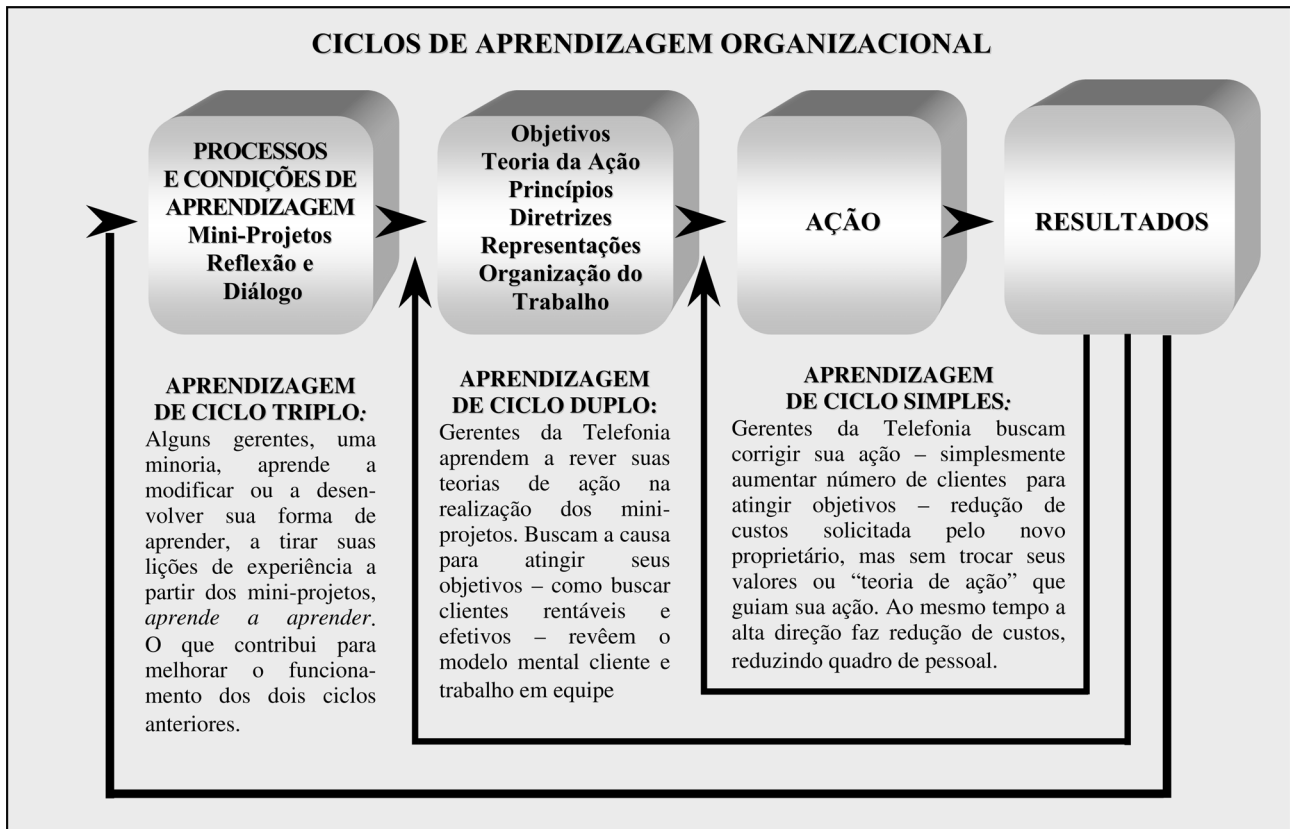 CICLOS DE APRENDIZAGEM ORGANIZACIONAL
PROCESSOS
E CONDIÇÕES DE
APRENDIZAGEM
Mini-Projetos
Reflexão e
Diálogo
Objetivos
Teoria da Ação
Princípios
Diretrizes
Representações
Organização do
Trabalho
AÇÃO
RESULTADOS
APRENDIZAGEM
DE CICLO TRIPLO:
Alguns gerentes, uma
minoria, aprende a
modificar ou a desen-
volver sua forma de
aprender, a tirar suas
lições de experiência a
partir dos mini-projetos,
aprende a aprender.
O que contribui para
melhorar o funciona-
mento dos dois ciclos
anteriores.
APRENDIZAGEM
DE CICLO DUPLO:
Gerentes da Telefonia
aprendem a rever suas
teorias de ação na
realização dos mini-
projetos. Buscam a causa
para atingir seus
objetivos – como buscar
clientes rentáveis e
efetivos – revêem o
modelo mental cliente e
trabalho em equipe
APRENDIZAGEM
DE CICLO SIMPLES:
Gerentes da Telefonia buscam
corrigir sua ação – simplesmente
aumentar número de clientes para
atingir objetivos – redução de
custos solicitada pelo novo
proprietário, mas sem trocar seus
valores ou “teoria de ação” que
guiam sua ação. Ao mesmo tempo a
alta direção faz redução de custos,
reduzindo quadro de pessoal.